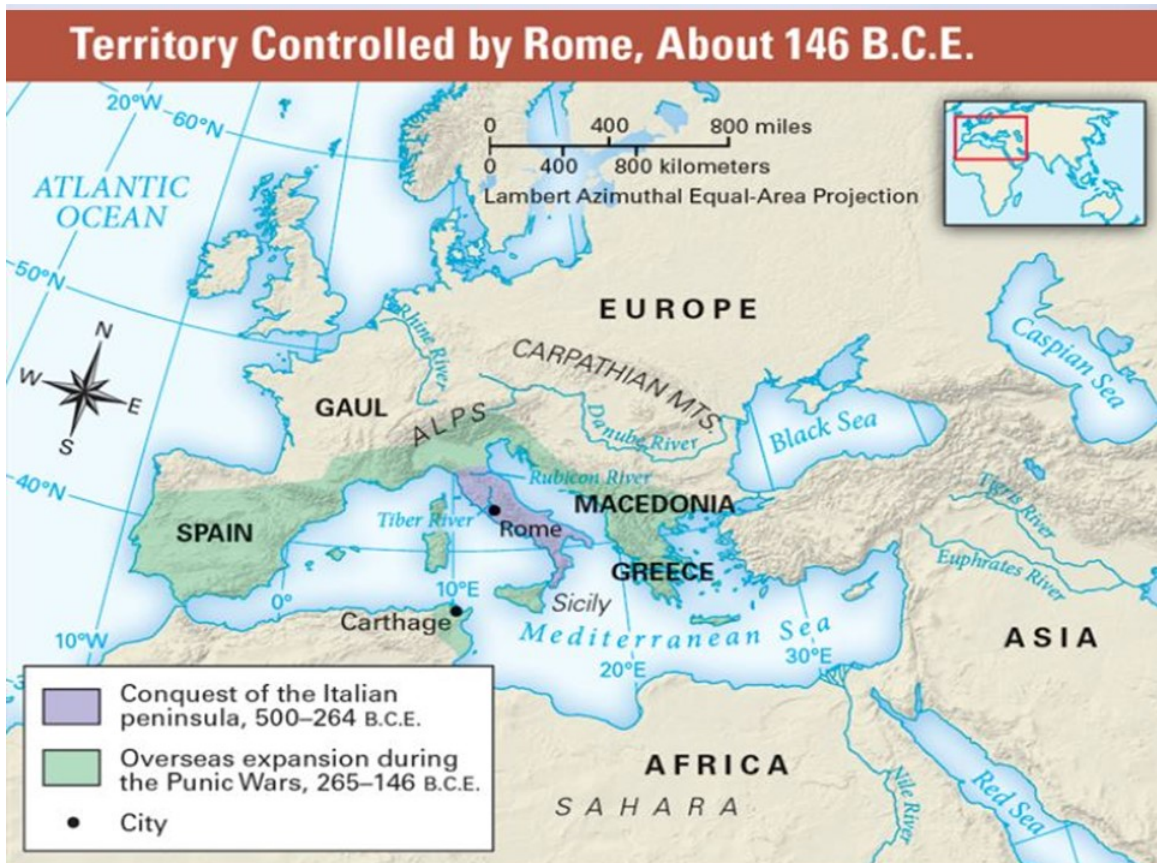 Territory Controlled by Rome, About 146 B.C.E.
20°W
60°N
0 400 800 miles
0 400 800 kilometers
Lambert Azimuthal Equal-Area Projection
ATLANTIC
OCEAN
50°N
N
W
E
S
EUROPE
Rhine River
CARPATHIAN MTS.
Caspian Sea
GAUL
ALPS
Danube River
Black Sea
40°N
Rubicon River
MACEDONIA
Tigris River
SPAIN
Tiber River
Rome
Euphrates River
GREECE
0°
10°E
Sicily
Carthage
Mediterranean Sea
ASIA
10°W
20°E
30°E
Conquest of the Italian
peninsula, 500–264 B.C.E.
Overseas expansion during
the Punic Wars, 265–146 B.C.E.
City
AFRICA
SAHARA
Nile River
Red Sea